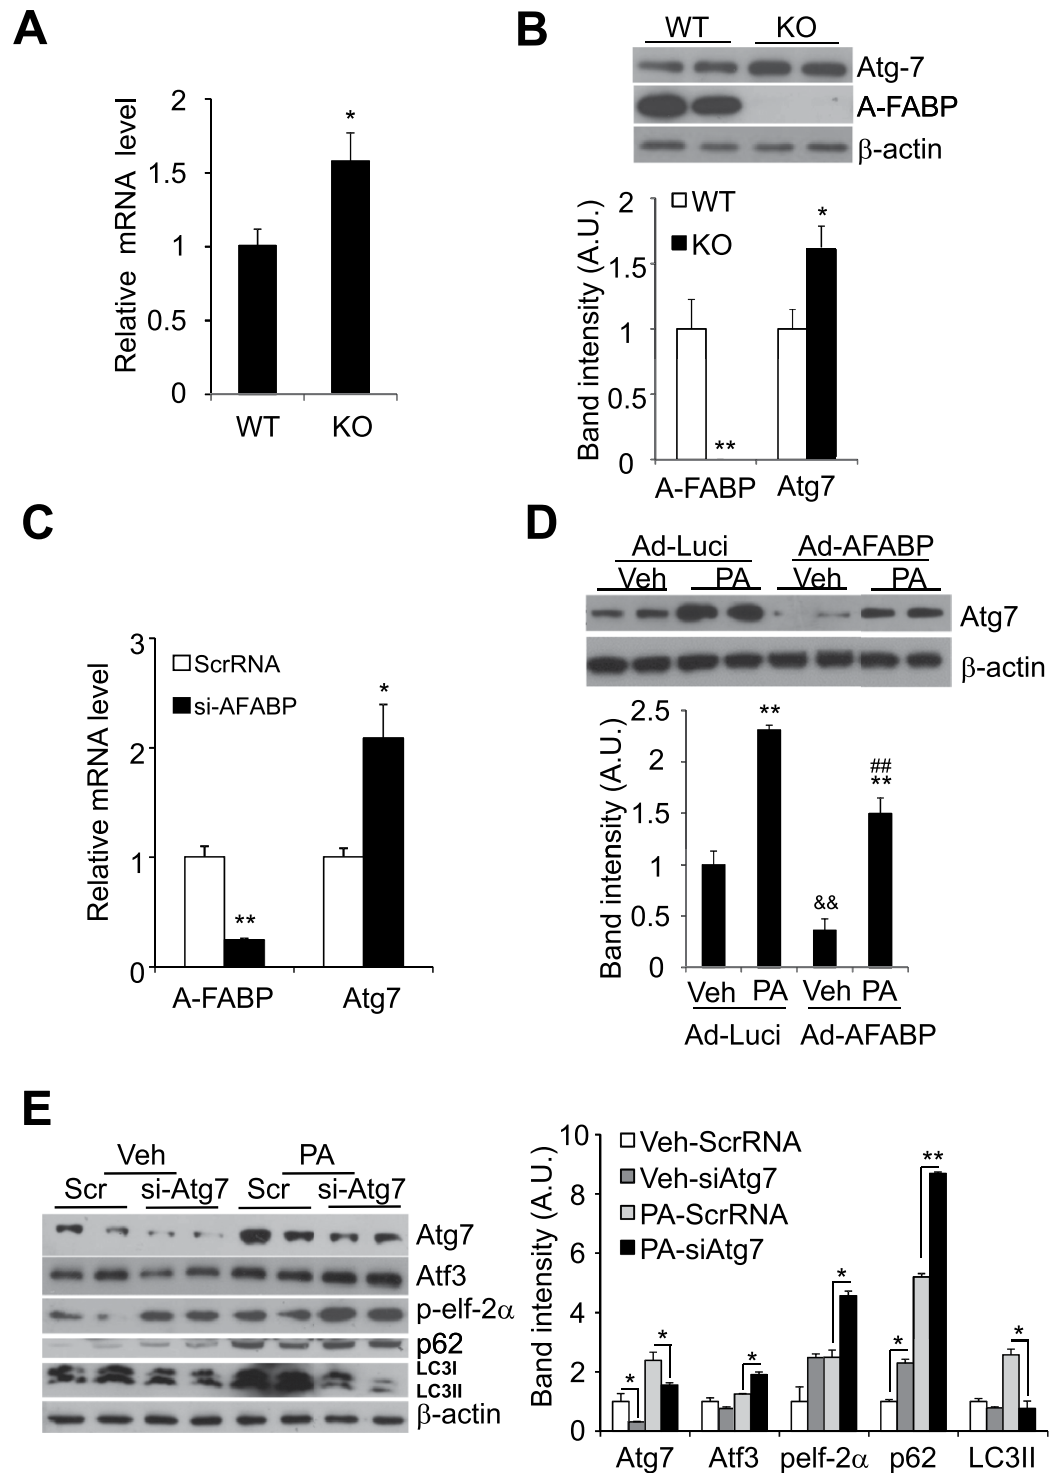 A
Relative mRNA level
2
1.5
1
0.5
0
*
WT
KO
B
WT KO
Atg-7
A-FABP
β-actin
Band intensity (A.U.)
2
1.5
1
0.5
0
WT
KO
**
*
A-FABP
Atg7
C
Relative mRNA level
3
2
1
0
ScrRNA
si-AFABP
**
*
A-FABP
Atg7
D
Ad-Luci Ad-AFABP
Veh PA Veh PA
Atg7
β-actin
Band intensity (A.U.)
2.5
2
1.5
1
0.5
0
**
&&
##
**
Veh PA Veh PA
Ad-Luci Ad-AFABP
E
Veh PA
Scr si-Atg7 Scr si-Atg7
Atg7
Atf3
p-eIf-2α
p62
LC3I
LC3II
β-actin
Band intensity (A.U.)
10
8
6
4
2
0
Veh-ScrRNA
Veh-siAtg7
PA-ScrRNA
PA-siAtg7
* * * * * ** *
Atg7 Atf3 peIf-2α p62 LC3II